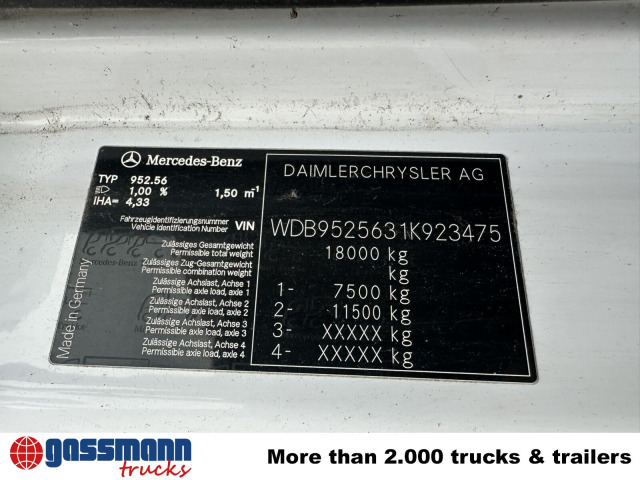 Mercedes-Benz
DAIMLERCHRYSLER AG
TYP 952.56
1,00 % 1,50 m⁻¹
IHA= 4,33
Fahrzeugidentifizierungsnummer
Vehicle Identification Number VIN WDB9525631K923475
Zulässiges Gesamtgewicht
Permissible total weight 18000 kg
Zulässiges Zug-Gesamtgewicht
Permissible combination weight kg
Zulässige Achslast, Achse 1
Permissible axle load, axle 1 1- 7500 kg
Zulässige Achslast, Achse 2
Permissible axle load, axle 2 2- 11500 kg
Zulässige Achslast, Achse 3
Permissible axle load, axle 3 3- XXXXX kg
Zulässige Achslast, Achse 4
Permissible axle load, axle 4 4- XXXXX kg
Made in Germany
gassmann
trucks
More than 2.000 trucks & trailers